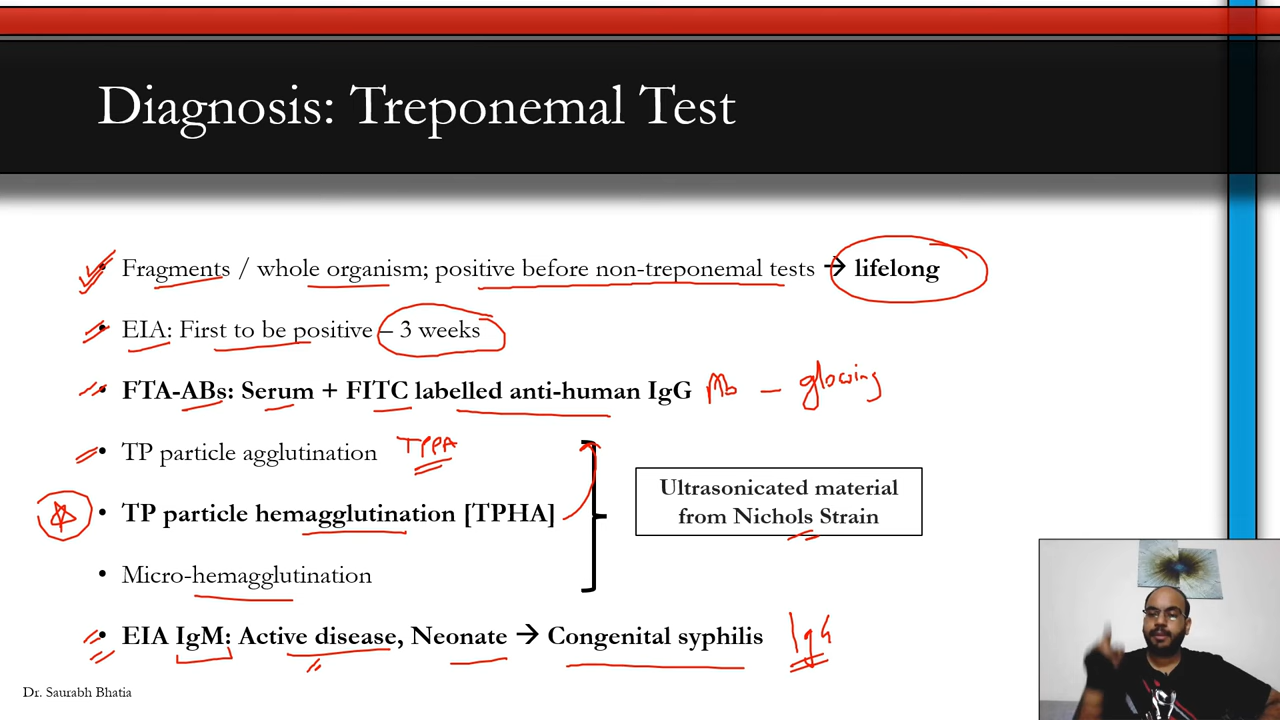 Diagnosis: Treponemal Test
• Fragments / whole organism; positive before non-treponemal tests → lifelong
• EIA: First to be positive – 3 weeks
• FTA-ABs: Serum + FITC labelled anti-human IgG – glowing
• TP particle agglutination TPPA
• TP particle hemagglutination [TPHA]
• Micro-hemagglutination
Ultrasonicated material
from Nichols Strain
• EIA IgM: Active disease, Neonate → Congenital syphilis IgG
Dr. Saurabh Bhatia